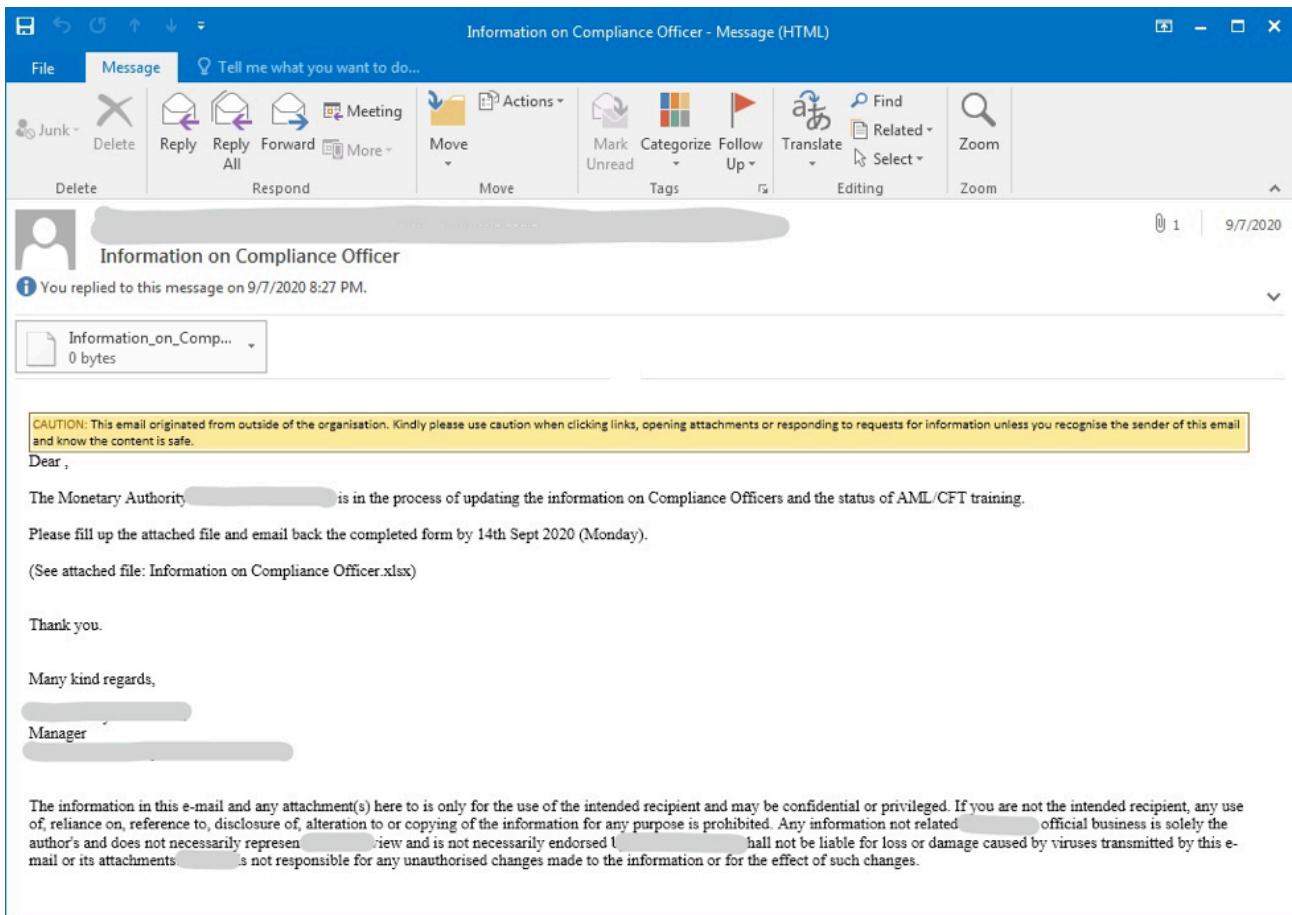 Information on Compliance Officer - Message (HTML)
File Message Tell me what you want to do...
Junk Delete Reply Reply All Forward Meeting More Move Actions Mark Unread Categorize Follow Up Translate Find Related Select Zoom
Delete Respond Move Tags Editing Zoom
1 9/7/2020
Information on Compliance Officer
You replied to this message on 9/7/2020 8:27 PM.
Information_on_Comp...
0 bytes
CAUTION: This email originated from outside of the organisation. Kindly please use caution when clicking links, opening attachments or responding to requests for information unless you recognise the sender of this email
and know the content is safe.
Dear ,
The Monetary Authority is in the process of updating the information on Compliance Officers and the status of AML/CFT training.
Please fill up the attached file and email back the completed form by 14th Sept 2020 (Monday).
(See attached file: Information on Compliance Officer.xlsx)
Thank you.
Many kind regards,
Manager
The information in this e-mail and any attachment(s) here to is only for the use of the intended recipient and may be confidential or privileged. If you are not the intended recipient, any use
of, reliance on, reference to, disclosure of, alteration to or copying of the information for any purpose is prohibited. Any information not related official business is solely the
author's and does not necessarily and is not necessarily endorsed not be liable for loss or damage caused by viruses transmitted by this e-
mail or its attachments is not responsible for any unauthorised changes made to the information or for the effect of such changes.